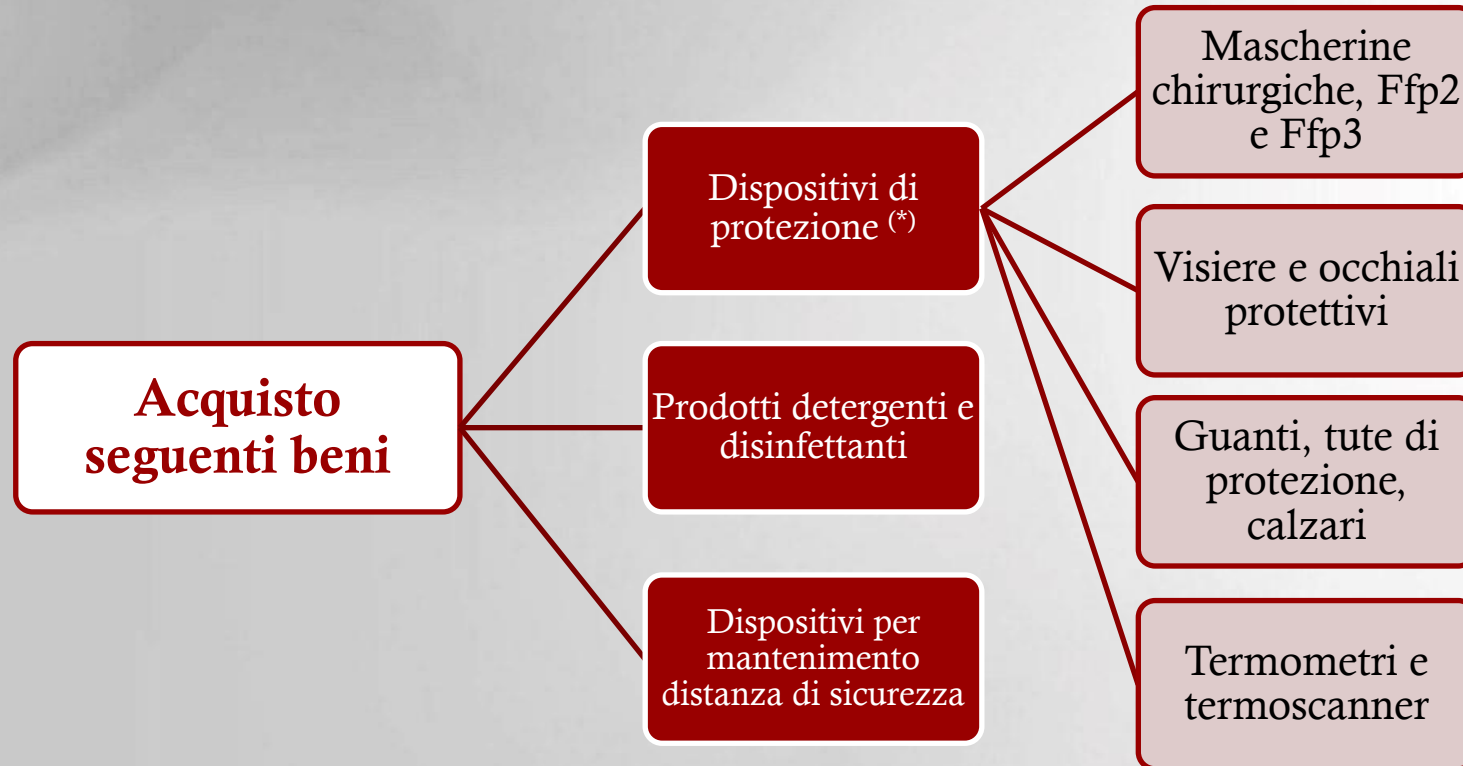 Acquisto
seguenti beni
Dispositivi di
protezione (*)
Prodotti detergenti e
disinfettanti
Dispositivi per
mantenimento
distanza di sicurezza
Mascherine
chirurgiche, Ffp2
e Ffp3
Visiere e occhiali
protettivi
Guanti, tute di
protezione,
calzari
Termometri e
termoscanner